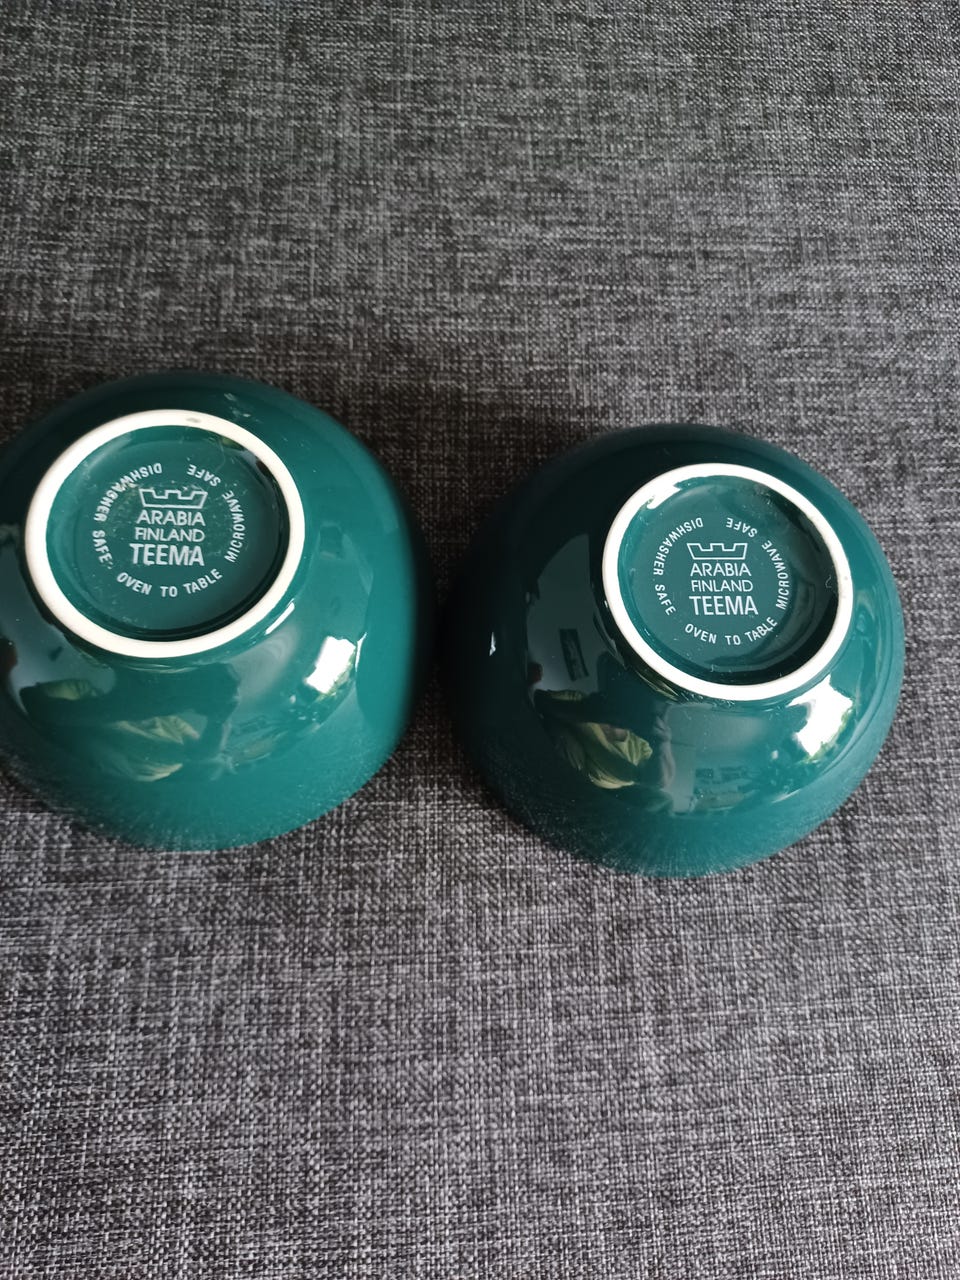 ARABIA
FINLAND
TEEMA
DISHWASHER SAFE OVEN TO TABLE MICROWAVE SAFE
ARABIA
FINLAND
TEEMA
DISHWASHER SAFE OVEN TO TABLE MICROWAVE SAFE